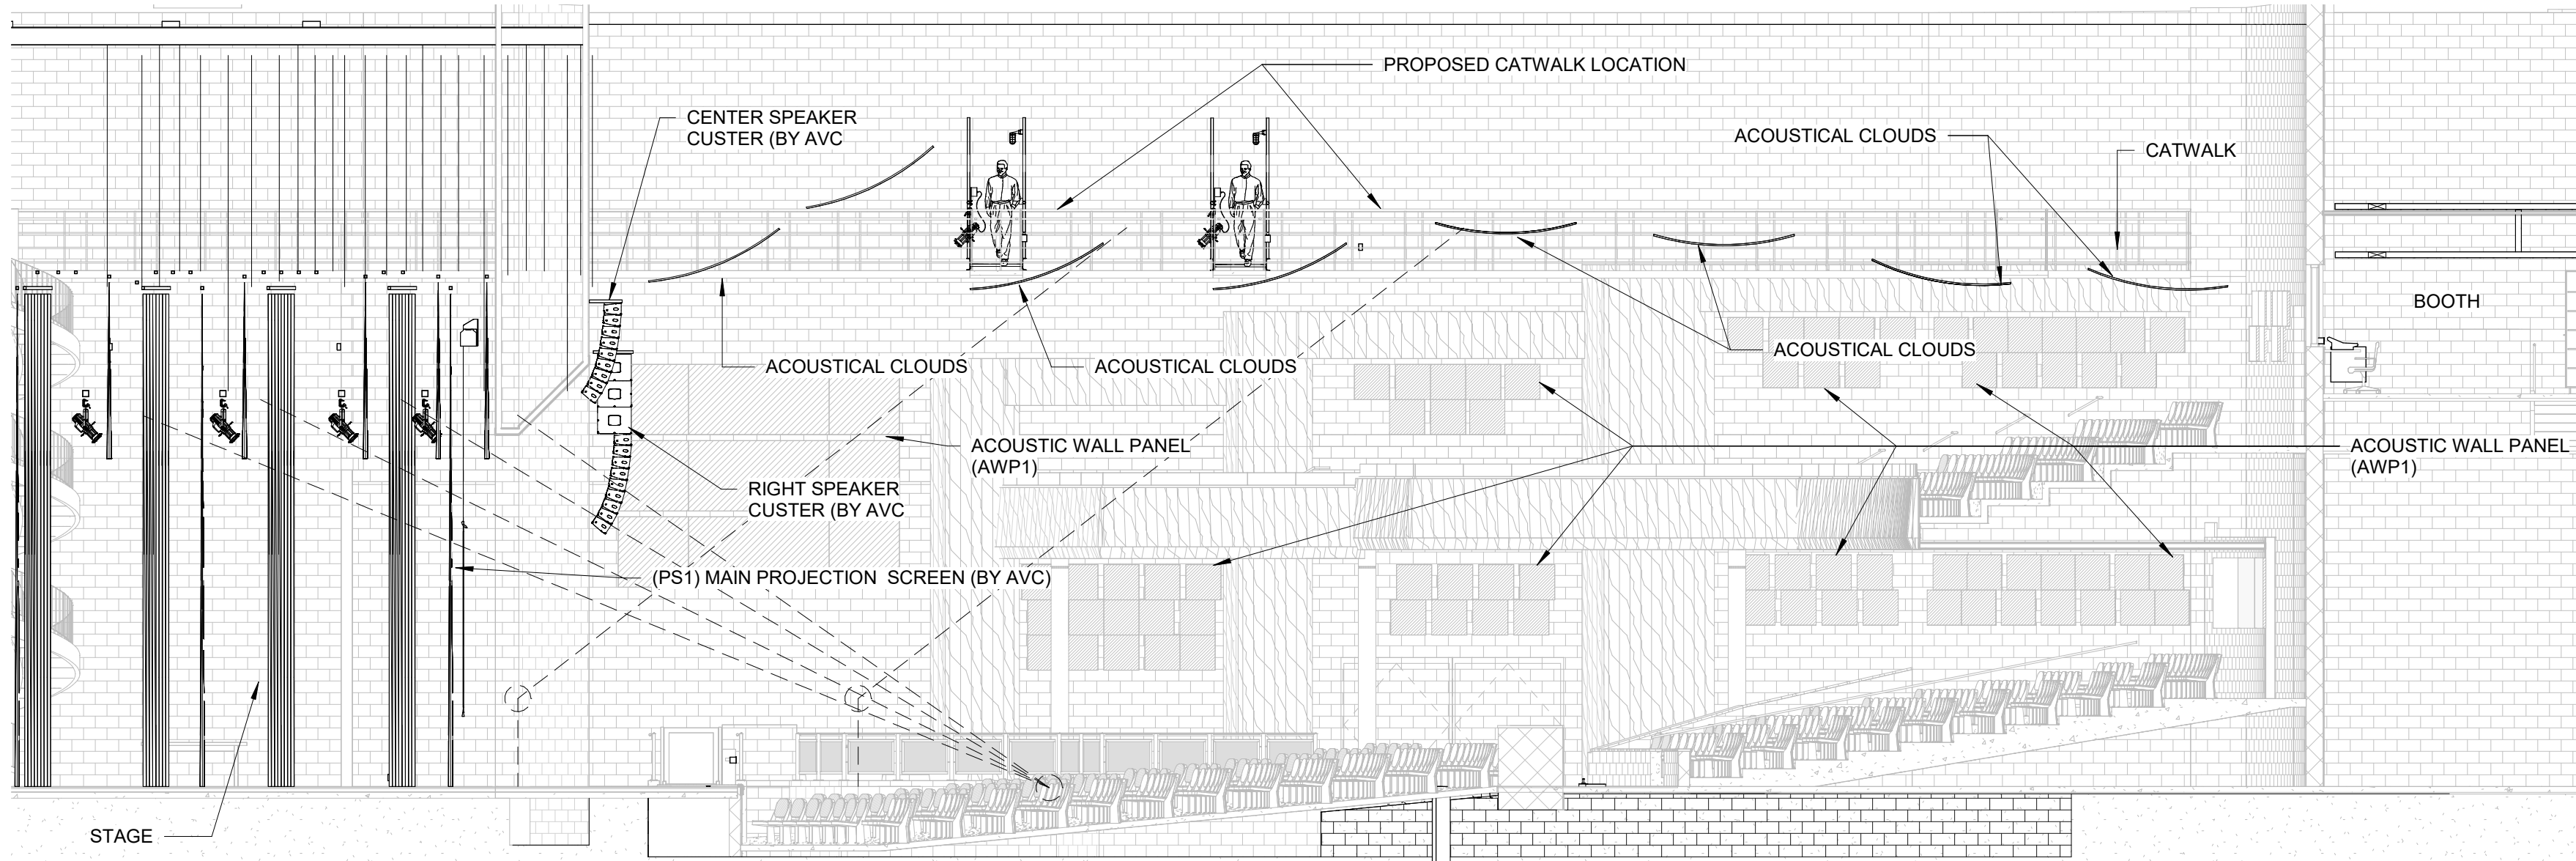 PROPOSED CATWALK LOCATION
CENTER SPEAKER
CUSTER (BY AVC
ACOUSTICAL CLOUDS
CATWALK
BOOTH
ACOUSTICAL CLOUDS
ACOUSTICAL CLOUDS
ACOUSTICAL CLOUDS
ACOUSTIC WALL PANEL
(AWP1)
ACOUSTIC WALL PANEL
(AWP1)
RIGHT SPEAKER
CUSTER (BY AVC
(PS1) MAIN PROJECTION SCREEN (BY AVC)
STAGE